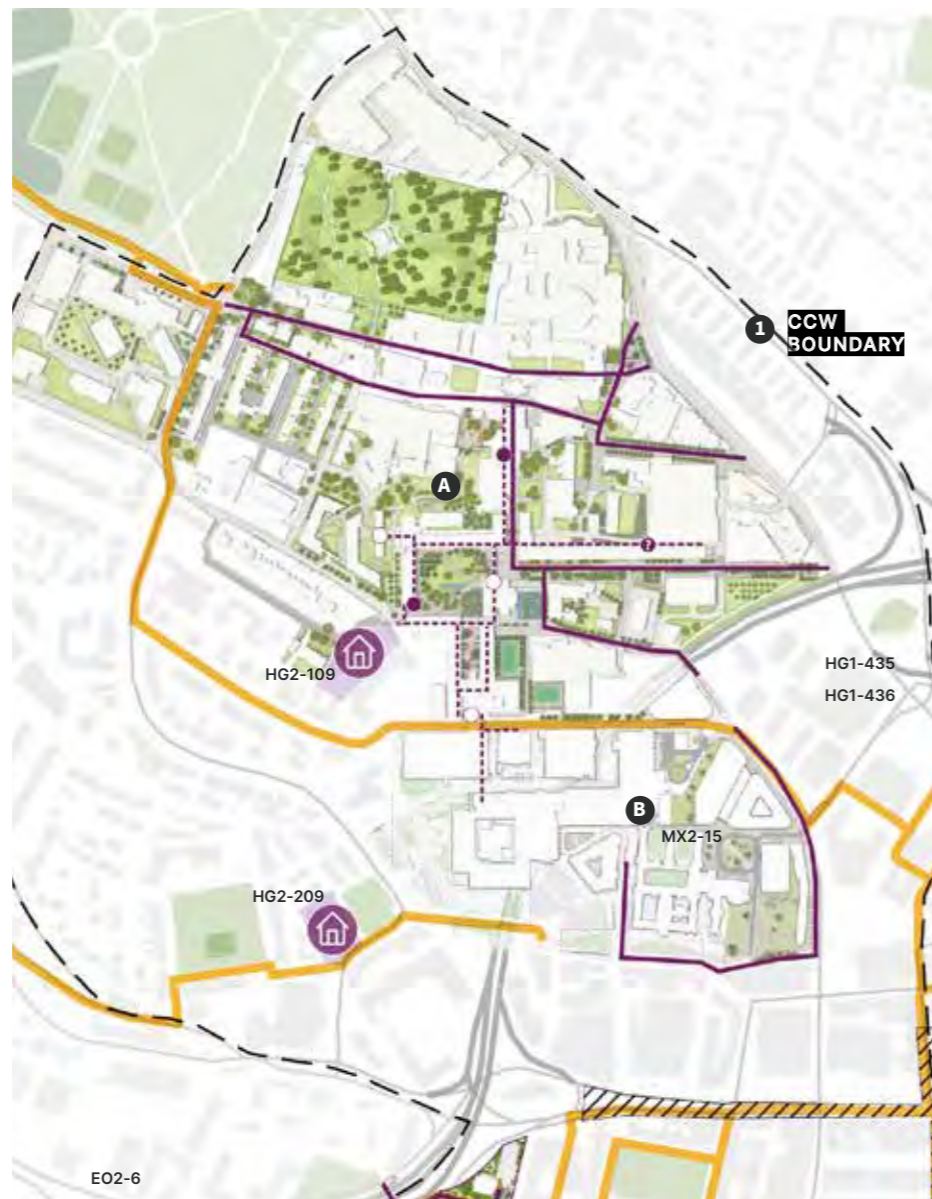 1
CCW
BOUNDARY
A
?
HG2-109
HG1-435
HG1-436
B
MX2-15
HG2-209
EO2-6